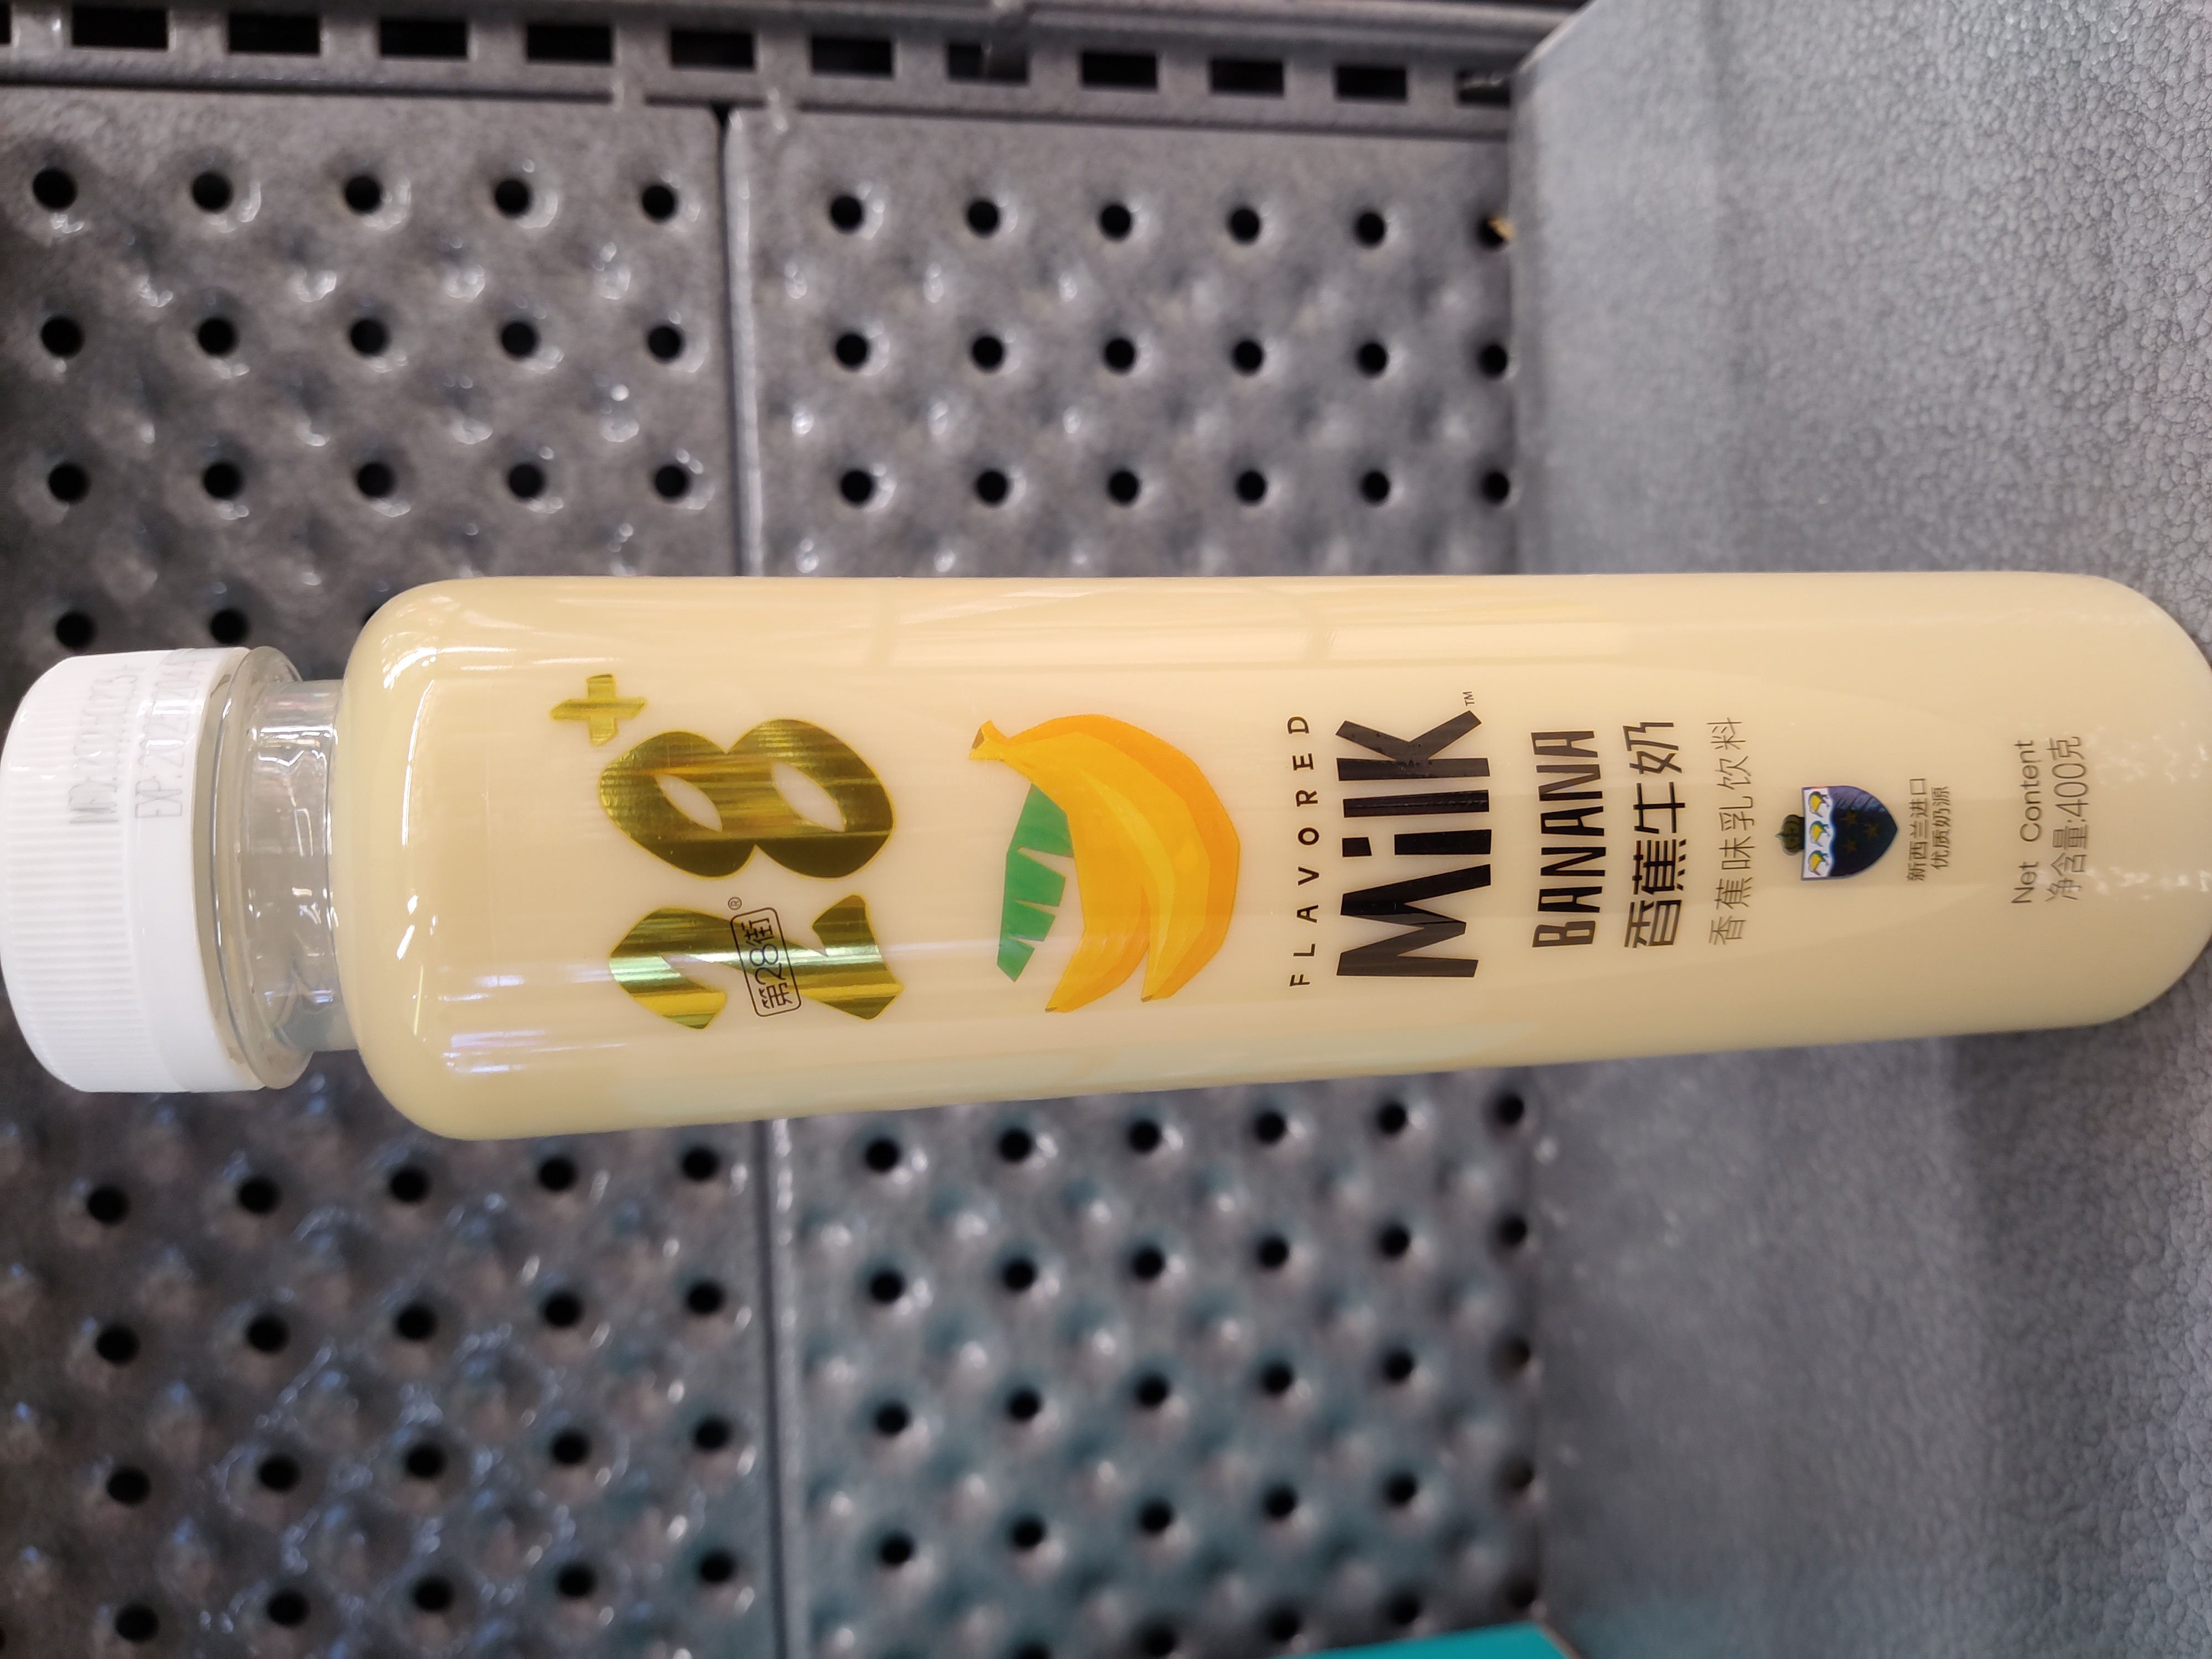 28+
第28街®
FLAVORED
Milk™
BANANA
香蕉牛奶
香蕉味乳饮料
新西兰进口
优质奶源
Net Content
净含量:400克
EXP.